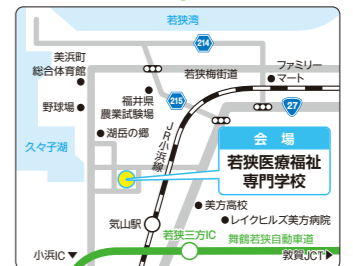 若狭湾
214
美浜町
総合体育館
若狭梅街道
ファミリー
マート
野球場
福井県
農業試験場
215
27
湖岳の郷
JR小浜線
久々子湖
会場
若狭医療福祉
専門学校
美方高校
気山駅
レイクヒルズ美方病院
若狭三方IC
舞鶴若狭自動車道
小浜IC▼
敦賀JCT▶